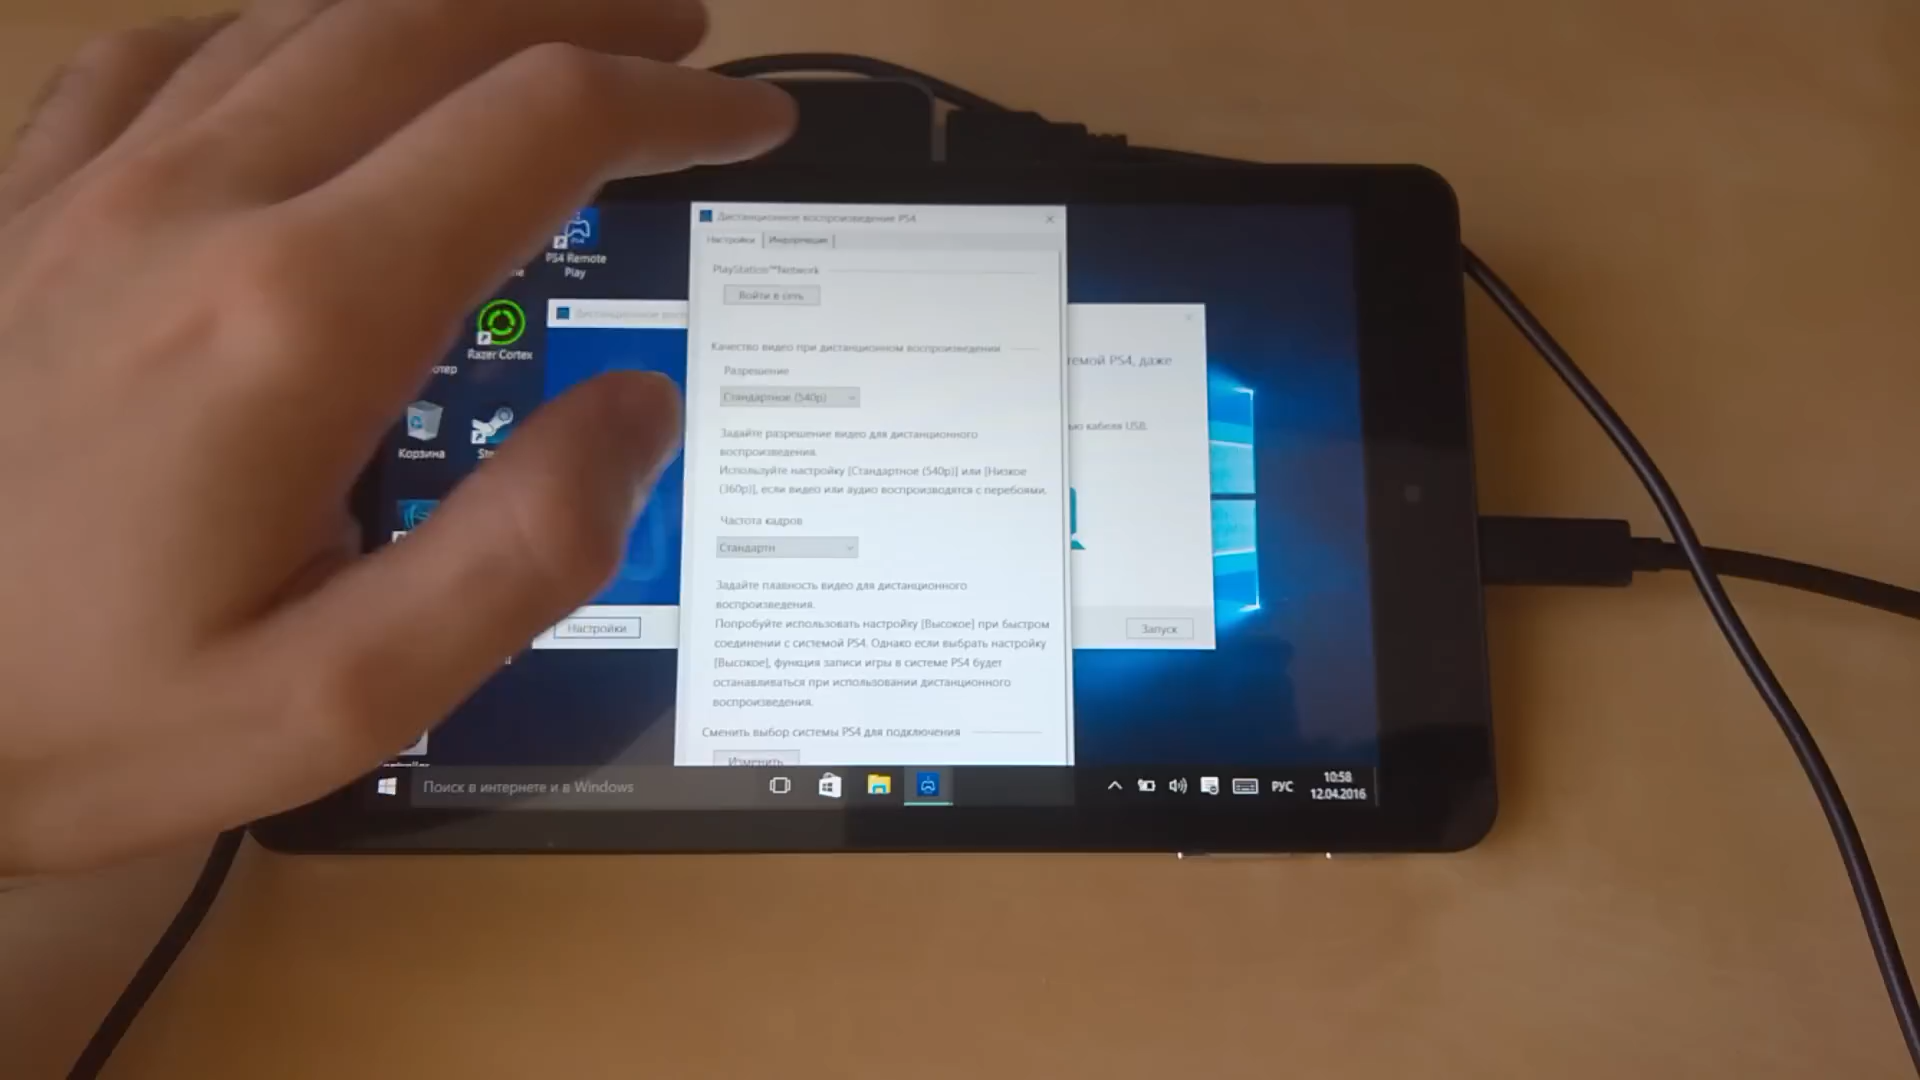 PS4 Remote
Play
Razer Cortex
Корзина
Дистанционное воспроизведение PS4
Настройки
Информация
PlayStation™Network
Войти в сеть
Качество видео при дистанционном воспроизведении
Разрешение
Стандартное (540p)
Задайте разрешение видео для дистанционного
воспроизведения.
Используйте настройку [Стандартное (540p)] или [Низкое
(360p)], если видео или аудио воспроизводятся с перебоями.
Частота кадров
Стандартн
Задайте плавность видео для дистанционного
воспроизведения.
Попробуйте использовать настройку [Высокое] при быстром
соединении с системой PS4. Однако если выбрать настройку
[Высокое], функция записи игры в системе PS4 будет
останавливаться при использовании дистанционного
воспроизведения.
Сменить выбор системы PS4 для подключения
Изменить
Дистанционное
Настройки
PS4, даже
кабеля USB.
Запуск
Поиск в интернете и в Windows
РУС
10:58
12.04.2016